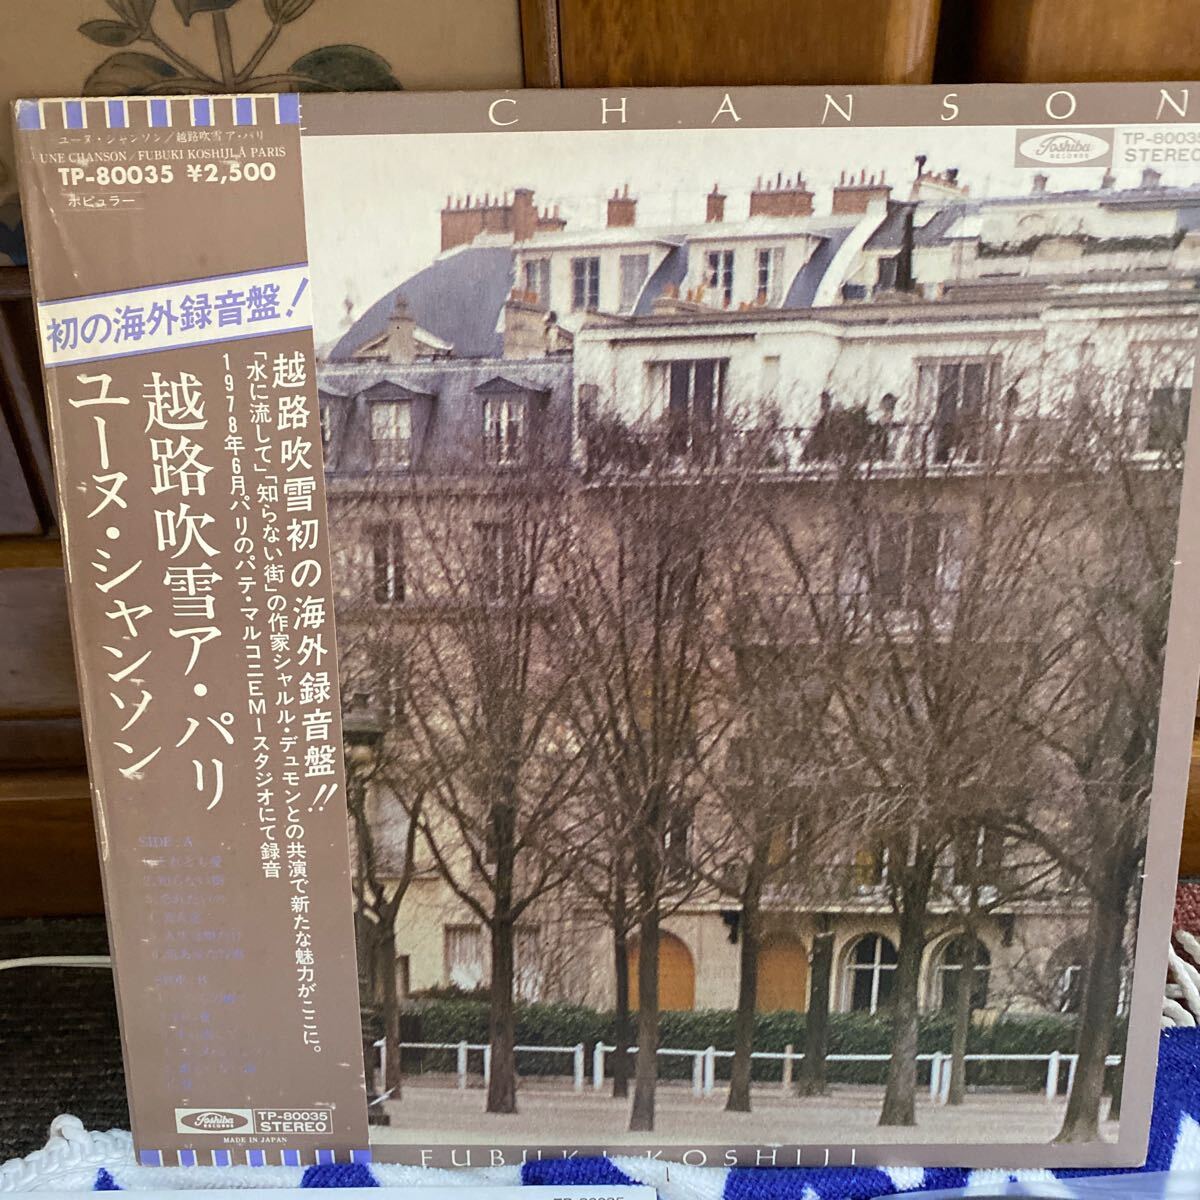 CHANSON
Toshiba
RECORDS
TP-80035
STEREO
ユーヌ・シャンソン／越路吹雪 ア・パリ
UNE CHANSON/FUBUKI KOSHIJI A PARIS
TP-80035 ¥2,500
ポピュラー
初の海外録音盤！
越路吹雪初の海外録音盤!!
「水に流して」「知らない街」の作家シャルル・デュモンとの共演で新たな魅力がここに。
1978年6月パリのパテ・マルコニEMIスタジオにて録音
越路吹雪ア・パリ
ユーヌ・シャンソン
SIDE:A
Toshiba
RECORDS
TP-80035
STEREO
MADE IN JAPAN
FUBUKI KOSHIJI